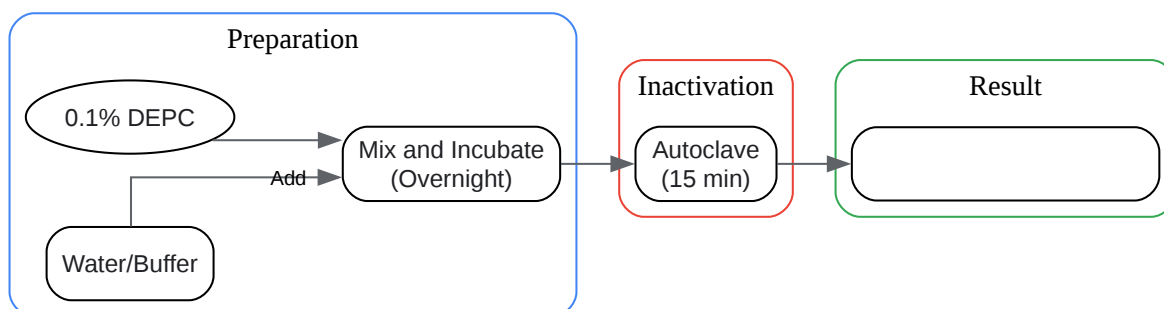 Preparation
0.1% DEPC
Add
Water/Buffer
Mix and Incubate
(Overnight)
Inactivation
Autoclave
(15 min)
Result